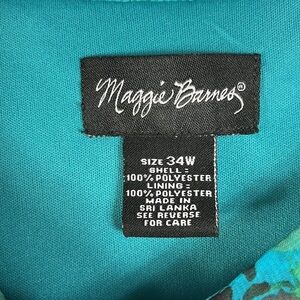 Maggie Barnes®
SIZE 34W
SHELL:
100% POLYESTER
LINING:
100% POLYESTER
MADE IN
SRI LANKA
SEE REVERSE
FOR CARE